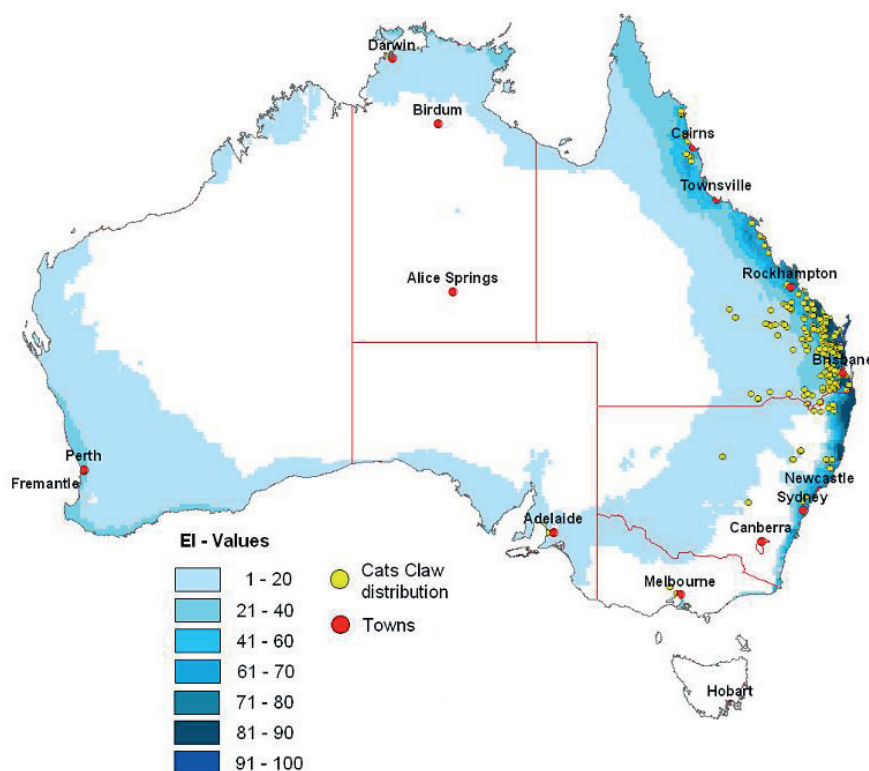 Darwin
Birdum
Cairns
Townsville
Alice Springs
Rockhampton
Brisbane
Perth
Fremantle
Newcastle
Sydney
Adelaide
Canberra
Melbourne
Hobart
EI - Values
1 - 20
21 - 40
41 - 60
61 - 70
71 - 80
81 - 90
91 - 100
Cats Claw
distribution
Towns